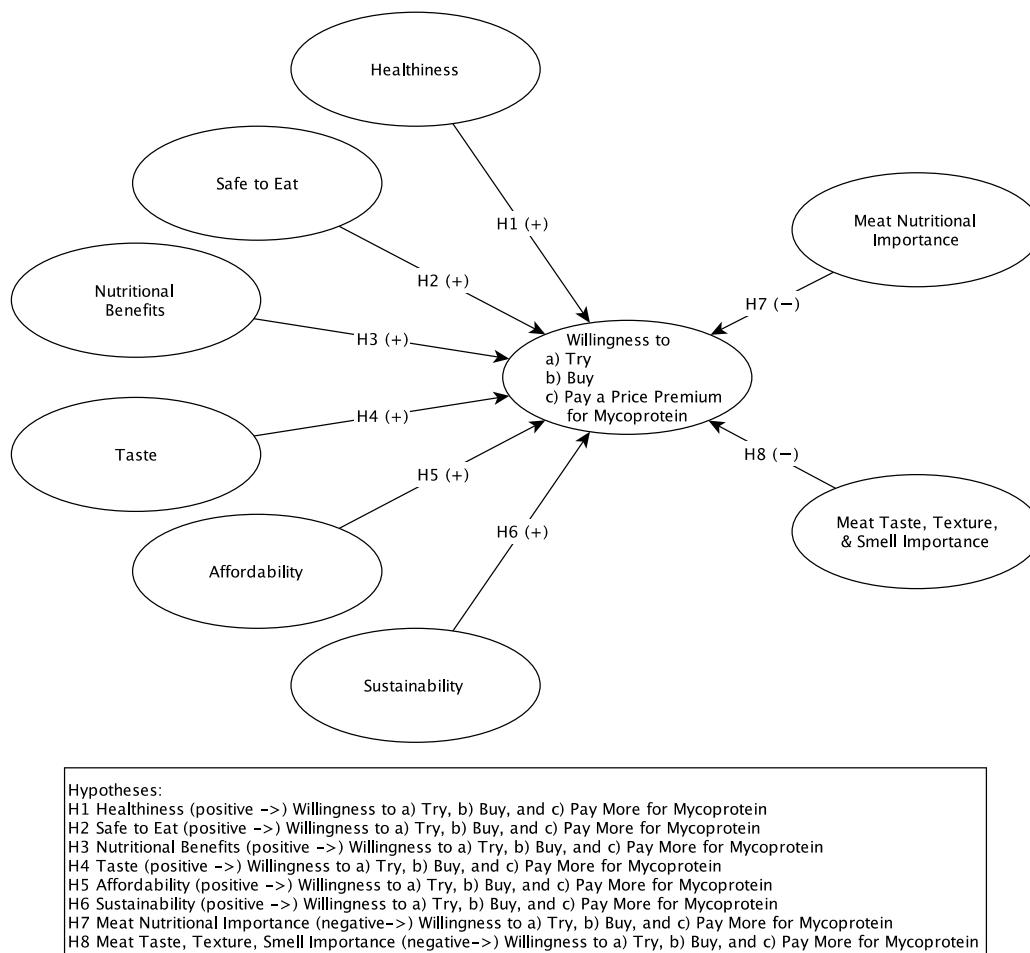 Healthiness
H1 (+)
Safe to Eat
H2 (+)
Nutritional
Benefits
H3 (+)
Taste
H4 (+)
Affordability
H5 (+)
Sustainability
H6 (+)
Willingness to
a) Try
b) Buy
c) Pay a Price Premium
for Mycoprotein
Meat Nutritional
Importance
H7 (−)
Meat Taste, Texture,
& Smell Importance
H8 (−)
Hypotheses:
H1 Healthiness (positive −>) Willingness to a) Try, b) Buy, and c) Pay More for Mycoprotein
H2 Safe to Eat (positive −>) Willingness to a) Try, b) Buy, and c) Pay More for Mycoprotein
H3 Nutritional Benefits (positive −>) Willingness to a) Try, b) Buy, and c) Pay More for Mycoprotein
H4 Taste (positive −>) Willingness to a) Try, b) Buy, and c) Pay More for Mycoprotein
H5 Affordability (positive −>) Willingness to a) Try, b) Buy, and c) Pay More for Mycoprotein
H6 Sustainability (positive −>) Willingness to a) Try, b) Buy, and c) Pay More for Mycoprotein
H7 Meat Nutritional Importance (negative−>) Willingness to a) Try, b) Buy, and c) Pay More for Mycoprotein
H8 Meat Taste, Texture, Smell Importance (negative−>) Willingness to a) Try, b) Buy, and c) Pay More for Mycoprotein